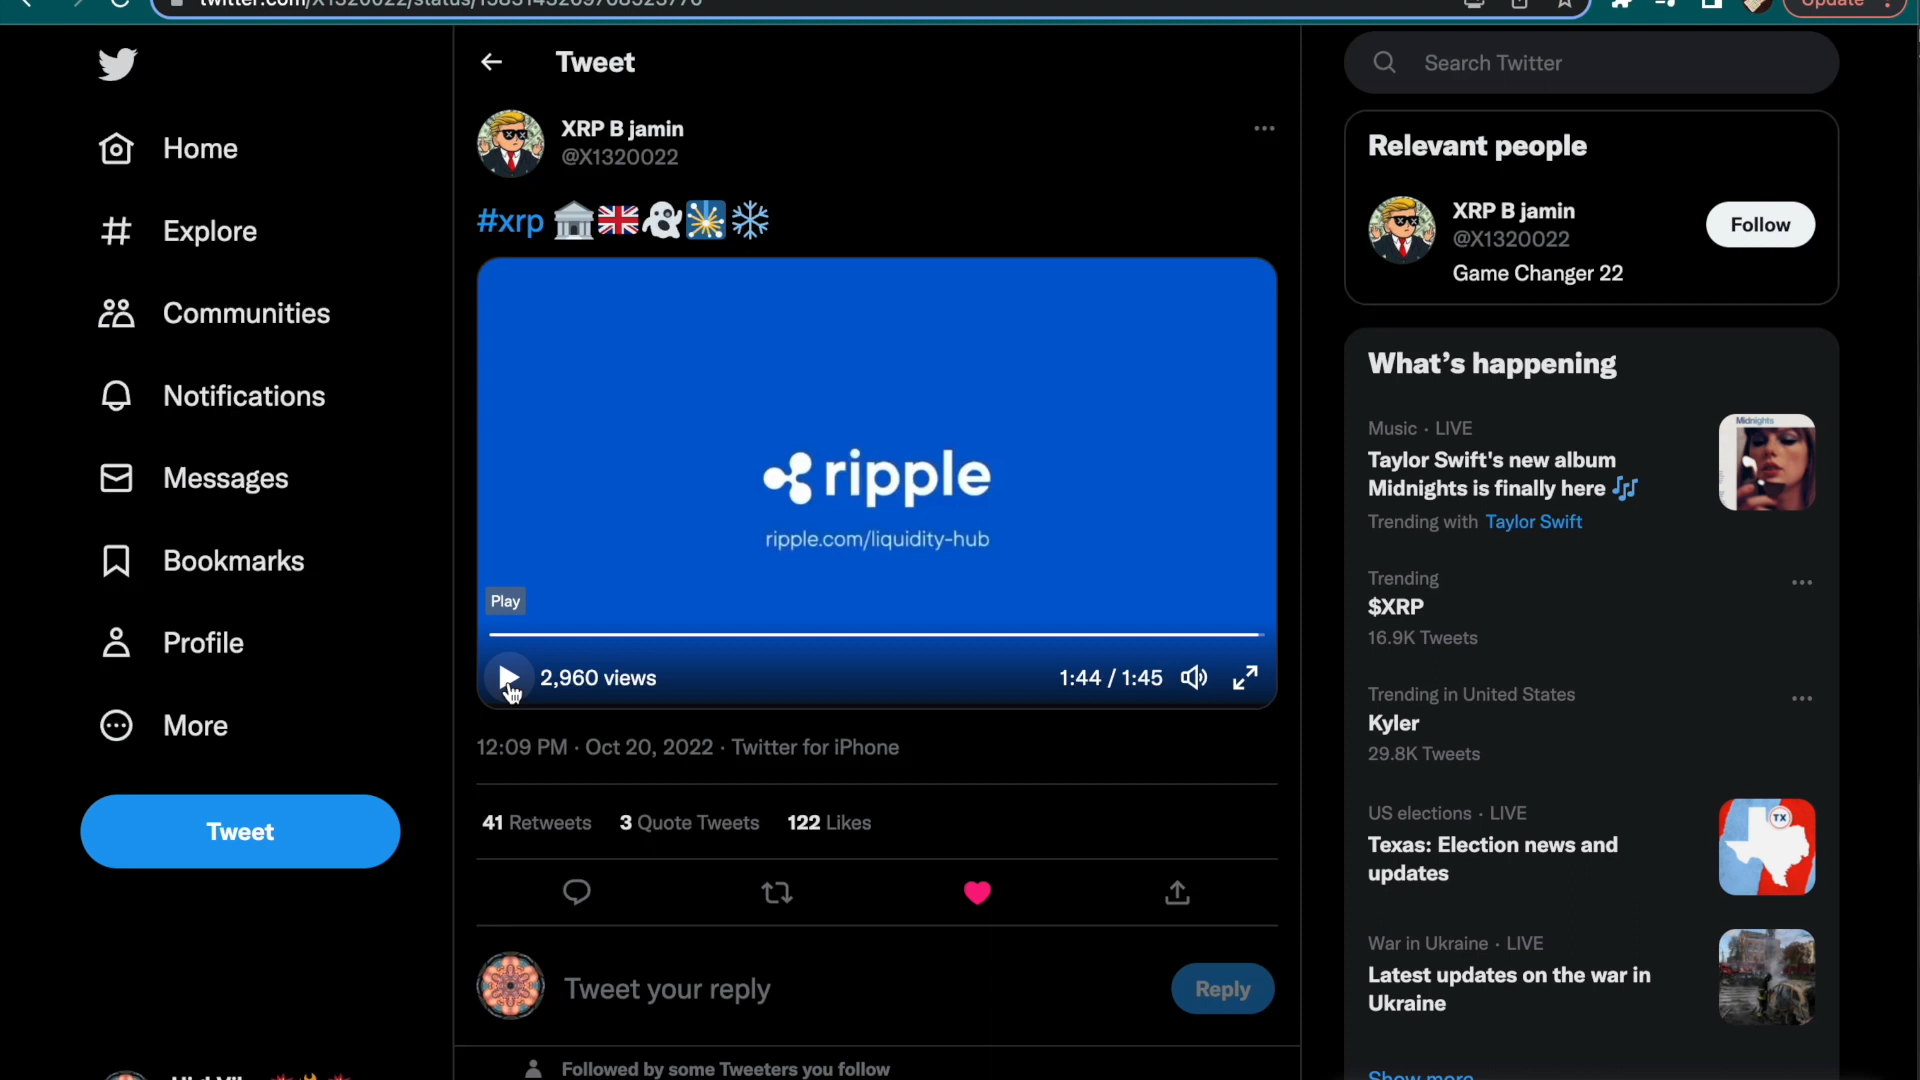 Update
Home
Explore
Communities
Notifications
Messages
Bookmarks
Profile
More
Tweet
Tweet
XRP B jamin
@X1320022
#xrp 🏛️🇬🇧👻🎇❄️
ripple
ripple.com/liquidity-hub
Play
2,960 views
1:44 / 1:45
12:09 PM · Oct 20, 2022 · Twitter for iPhone
41 Retweets 3 Quote Tweets 122 Likes
Tweet your reply
Reply
Followed by some Tweeters you follow
Search Twitter
Relevant people
XRP B jamin
@X1320022
Game Changer 22
Follow
What's happening
Music · LIVE
Taylor Swift's new album
Midnights is finally here 🎶
Trending with Taylor Swift
Midnights
Trending
$XRP
16.9K Tweets
Trending in United States
Kyler
29.8K Tweets
US elections · LIVE
Texas: Election news and
updates
TX
War in Ukraine · LIVE
Latest updates on the war in
Ukraine
Show more